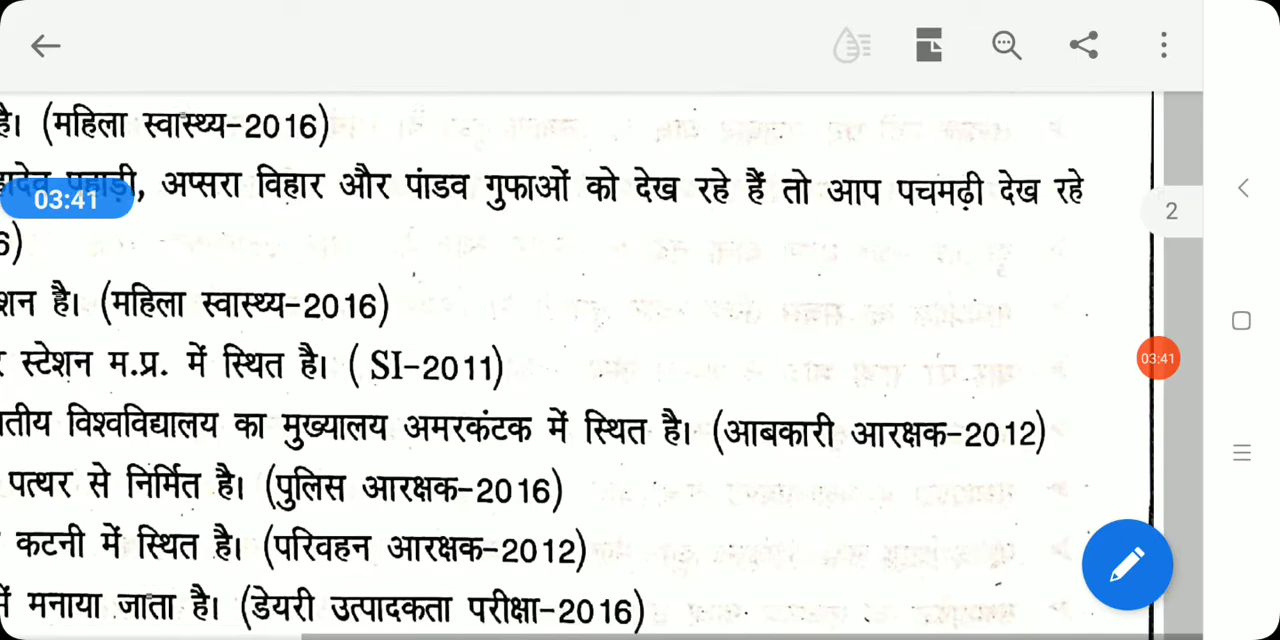 है। (महिला स्वास्थ्य-2016)
पहाड़ी, अप्सरा विहार और पांडव गुफाओं को देख रहे हैं तो आप पचमढ़ी देख रहे
03:41
2
6)
शन है। (महिला स्वास्थ्य-2016)
03:41
स्टेशन म.प्र. में स्थित है। ( SI-2011)
तीय विश्वविद्यालय का मुख्यालय अमरकंटक में स्थित है। (आबकारी आरक्षक-2012)
पत्थर से निर्मित है। (पुलिस आरक्षक-2016)
कटनी में स्थित है। (परिवहन आरक्षक-2012)
में मनाया जाता है। (डेयरी उत्पादकता परीक्षा-2016)